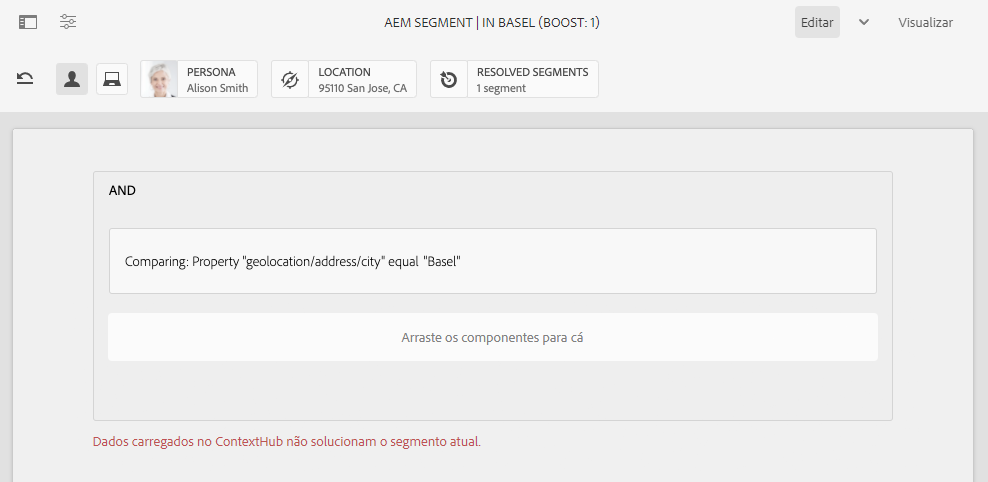 AEM SEGMENT | IN BASEL (BOOST: 1)
Editar
Visualizar
PERSONA
Alison Smith
LOCATION
95110 San Jose, CA
RESOLVED SEGMENTS
1 segment
AND
Comparing: Property "geolocation/address/city" equal "Basel"
Arraste os componentes para cá
Dados carregados no ContextHub não solucionam o segmento atual.